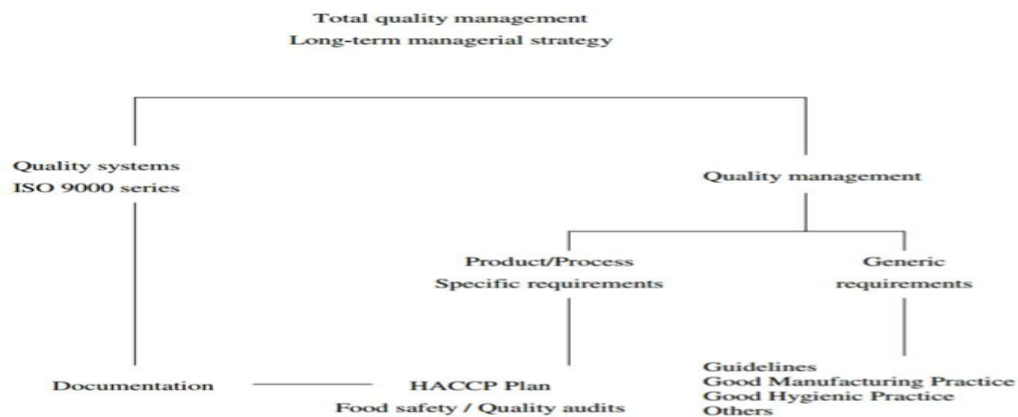 Total quality management
Long-term managerial strategy
Quality systems
ISO 9000 series
Quality management
Product/Process
Specific requirements
Generic
requirements
Documentation
HACCP Plan
Food safety / Quality audits
Guidelines
Good Manufacturing Practice
Good Hygienic Practice
Others